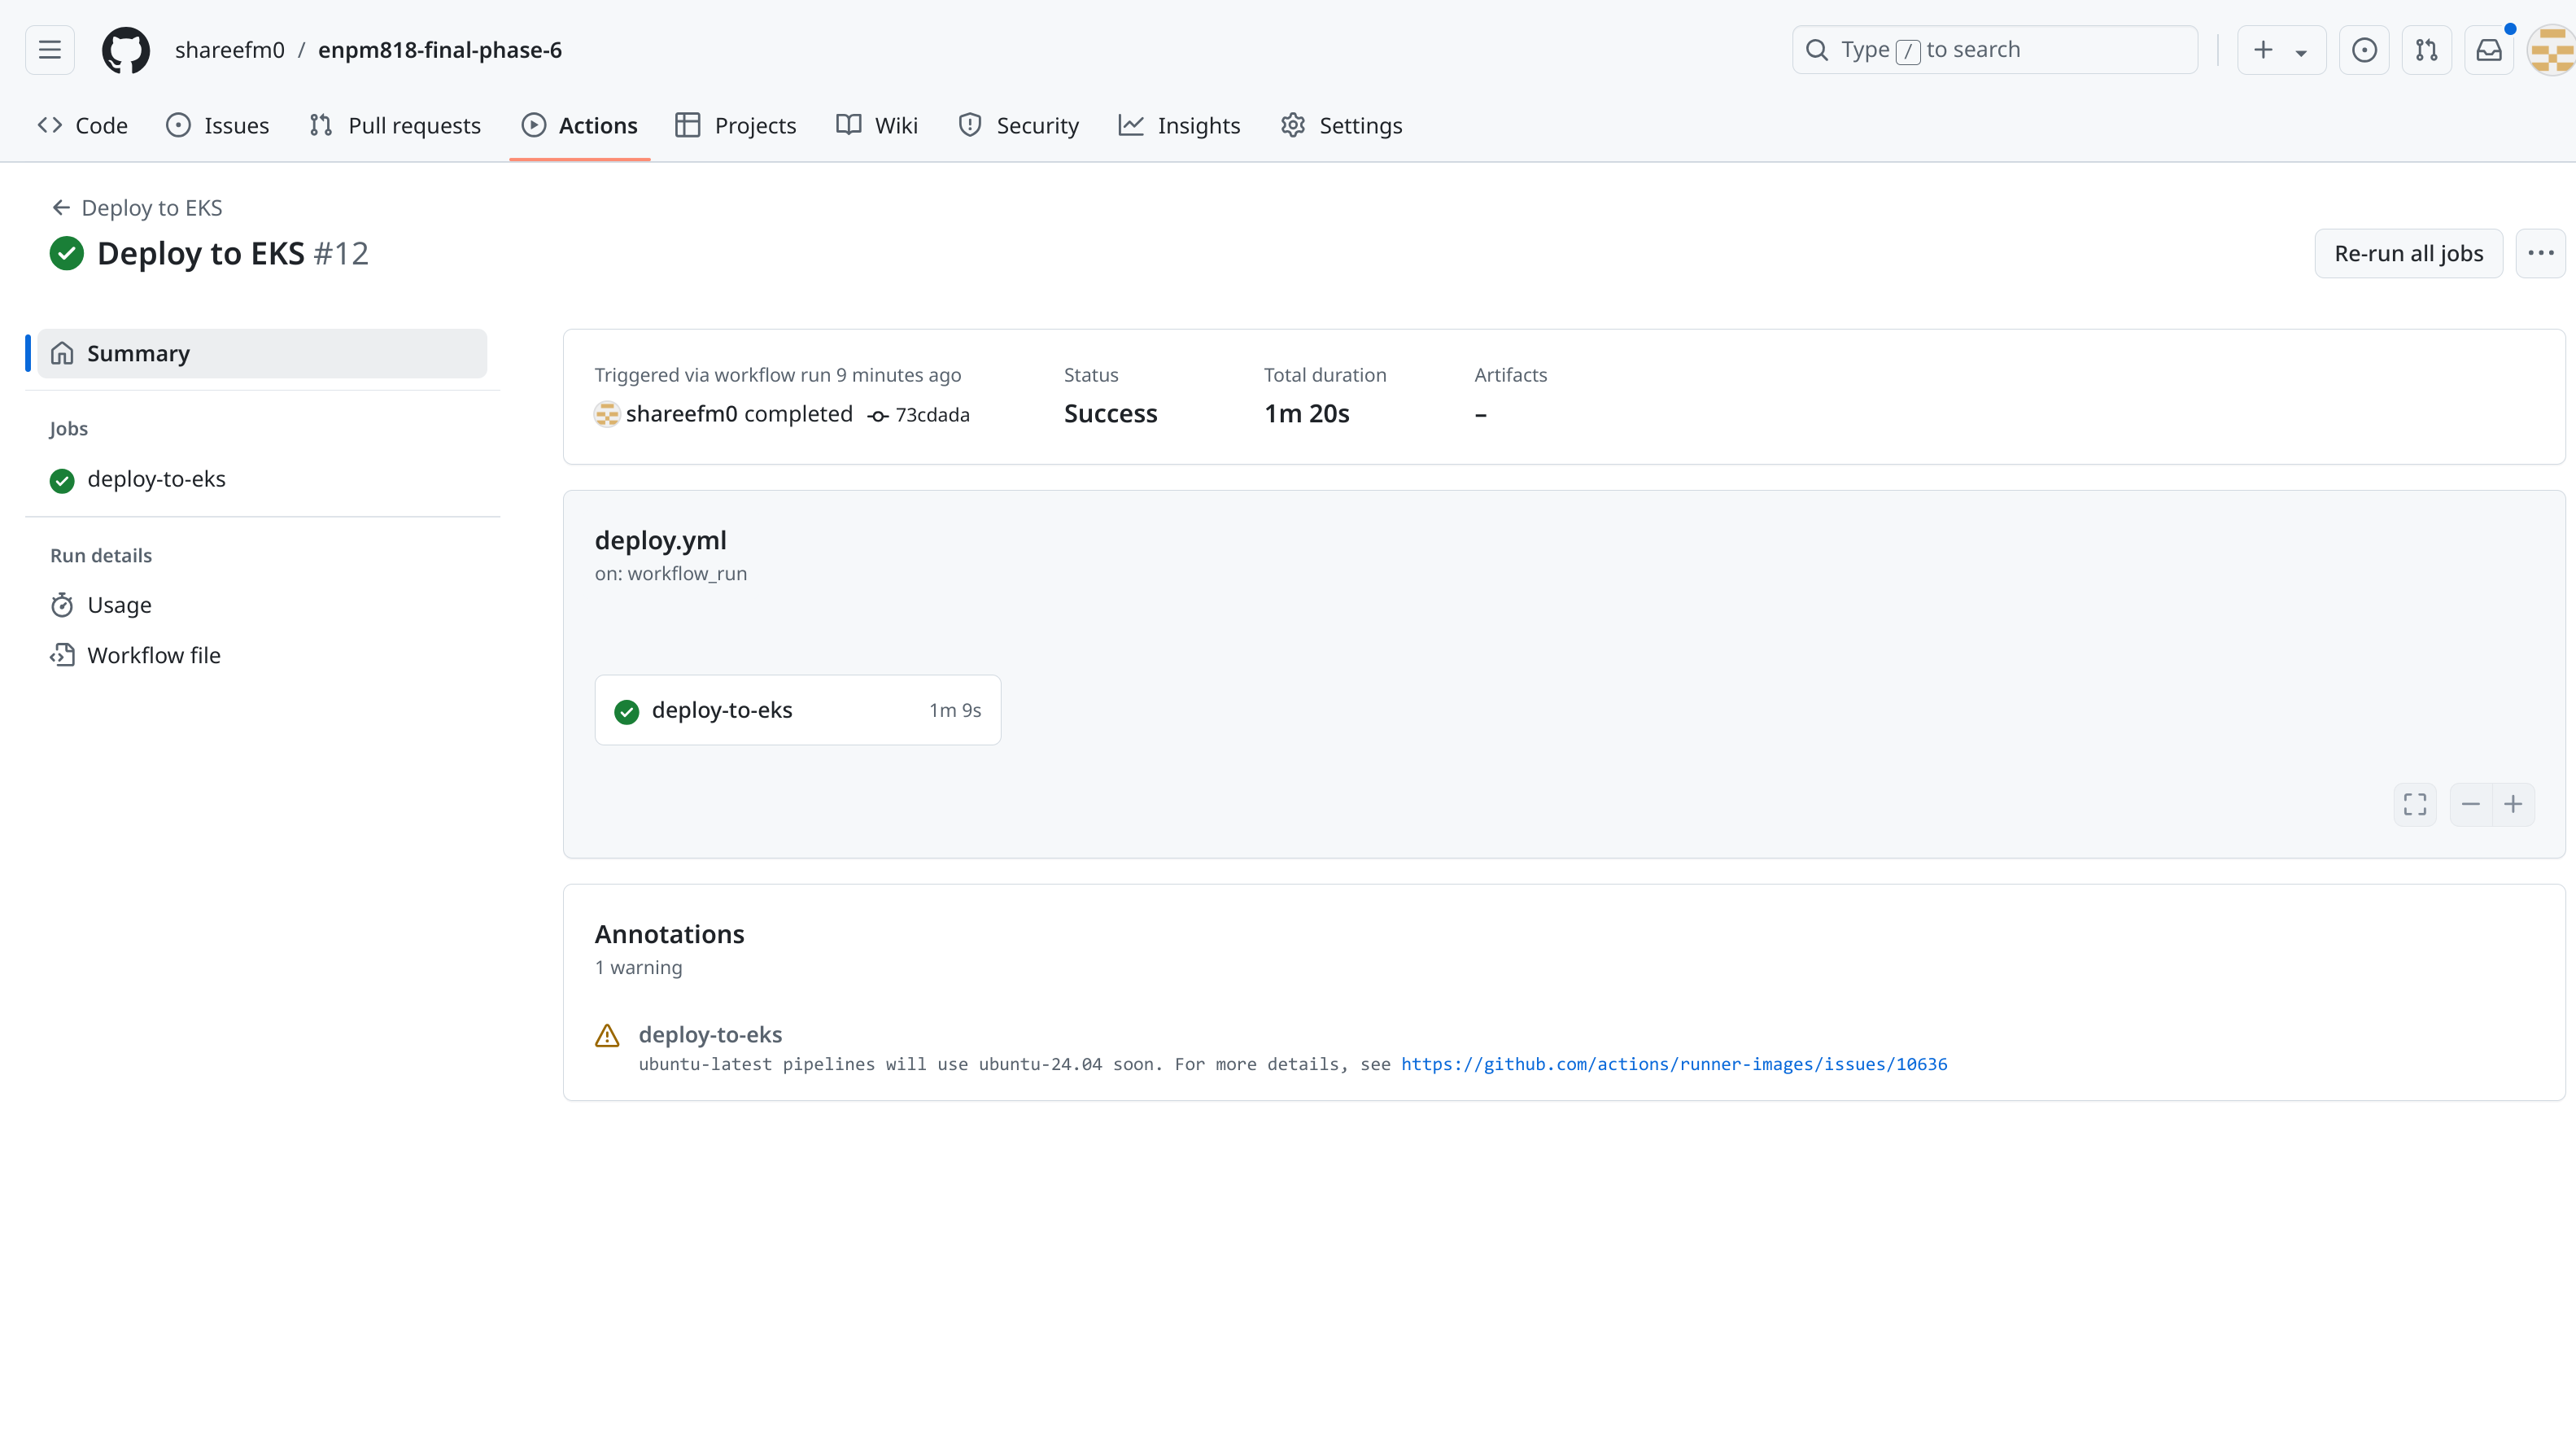 shareefm0 / enpm818-final-phase-6
Type / to search
Code Issues Pull requests Actions Projects Wiki Security Insights Settings
Deploy to EKS
Deploy to EKS #12
Re-run all jobs
Summary
Jobs
deploy-to-eks
Run details
Usage
Workflow file
Triggered via workflow run 9 minutes ago
shareefm0 completed 73cdada
Status
Success
Total duration
1m 20s
Artifacts
–
deploy.yml
on: workflow_run
deploy-to-eks 1m 9s
Annotations
1 warning
deploy-to-eks
ubuntu-latest pipelines will use ubuntu-24.04 soon. For more details, see https://github.com/actions/runner-images/issues/10636